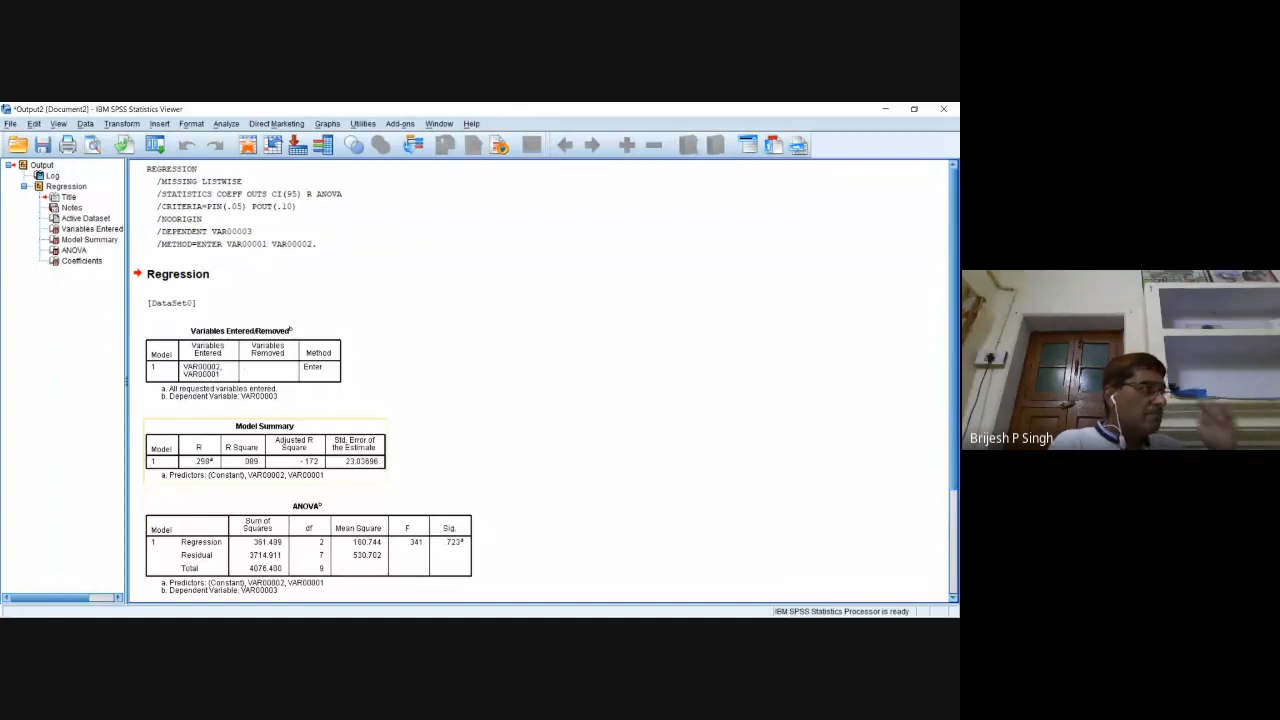 *Output2 [Document2] - IBM SPSS Statistics Viewer
File Edit View Data Transform Insert Format Analyze Direct Marketing Graphs Utilities Add-ons Window Help
Output
Log
Regression
Title
Notes
Active Dataset
Variables Entered
Model Summary
ANOVA
Coefficients
REGRESSION
/MISSING LISTWISE
/STATISTICS COEFF OUTS CI(95) R ANOVA
/CRITERIA=PIN(.05) POUT(.10)
/NOORIGIN
/DEPENDENT VAR00003
/METHOD=ENTER VAR00001 VAR00002.
Regression
[DataSet0]
Variables Entered/Removedb
Model Variables Entered Variables Removed Method
1 VAR00002, VAR00001 Enter
a. All requested variables entered.
b. Dependent Variable: VAR00003
Model Summary
Model R R Square Adjusted R Square Std. Error of the Estimate
1 .298a .089 -.172 23.03696
a. Predictors: (Constant), VAR00002, VAR00001
ANOVAb
Model Sum of Squares df Mean Square F Sig.
1 Regression 361.489 2 180.744 .341 .723a
Residual 3714.911 7 530.702
Total 4076.400 9
a. Predictors: (Constant), VAR00002, VAR00001
b. Dependent Variable: VAR00003
IBM SPSS Statistics Processor is ready
Brijesh P Singh